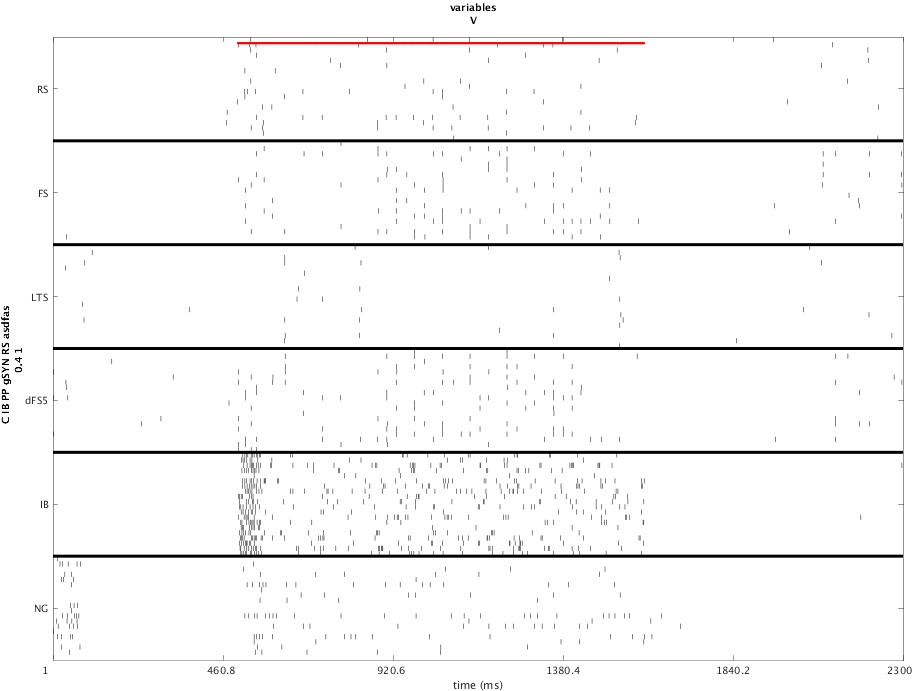 variables
V
C IB PP gSYN RS asdfas
0.4 1
RS
FS
LTS
dFS5
IB
NG
1
460.8
920.6
1380.4
1840.2
2300
time (ms)